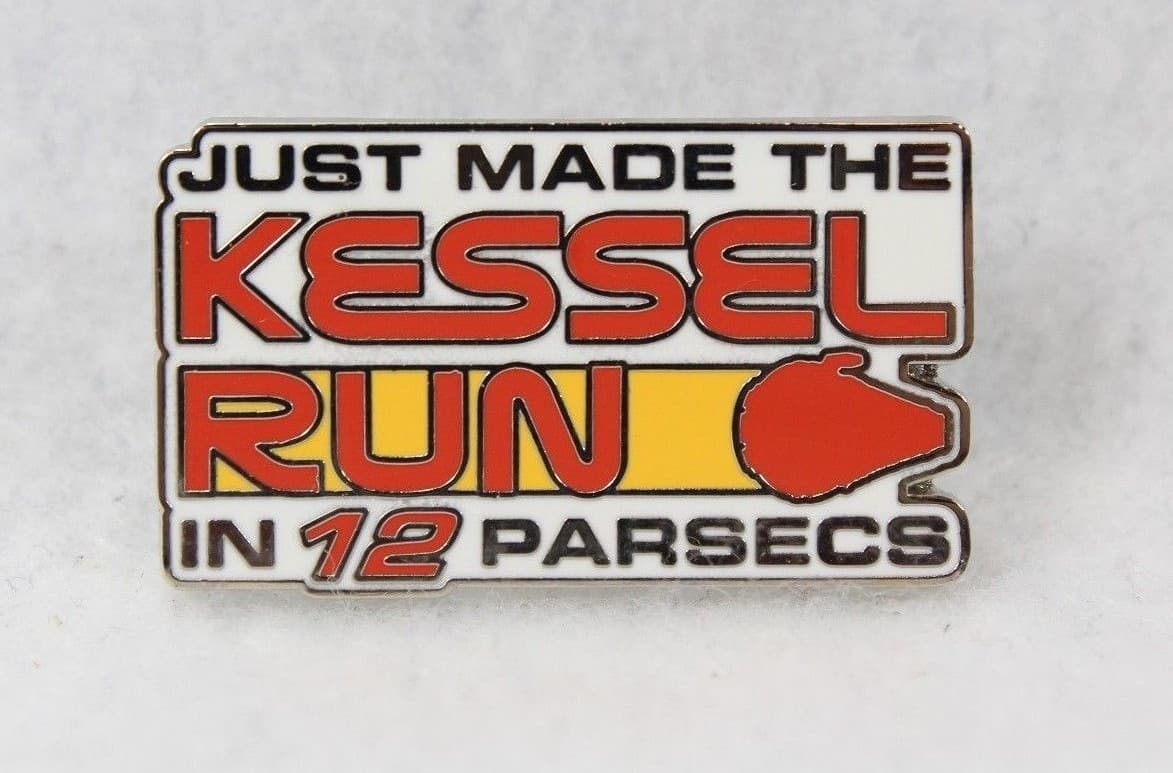 JUST MADE THE
KESSEL
RUN
IN 12 PARSECS